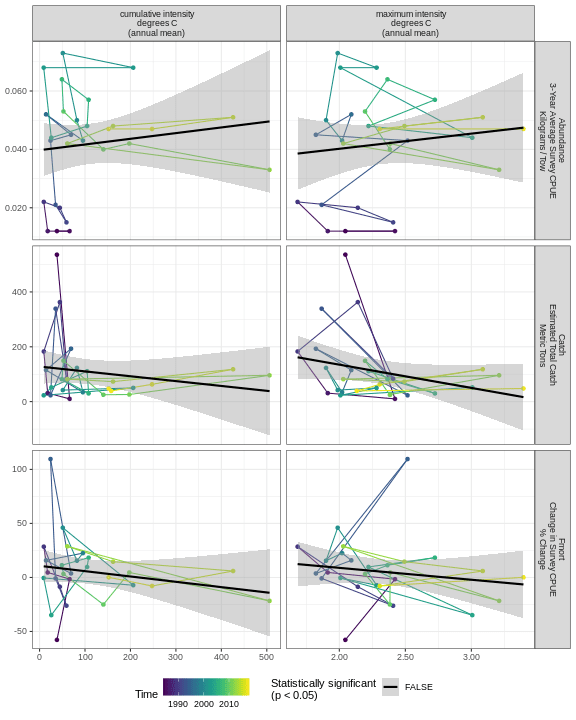 cumulative intensity
degrees C
(annual mean)
maximum intensity
degrees C
(annual mean)
0.060
0.040
0.020
Abundance
3-Year Average Survey CPUE
Kilograms / Tow
400
200
0
Catch
Estimated Total Catch
Metric Tons
100
50
0
-50
Fmort
Change in Survey CPUE
% Change
0 100 200 300 400 500
2.00 2.50 3.00
Time
1990 2000 2010
Statistically significant
(p < 0.05)
FALSE